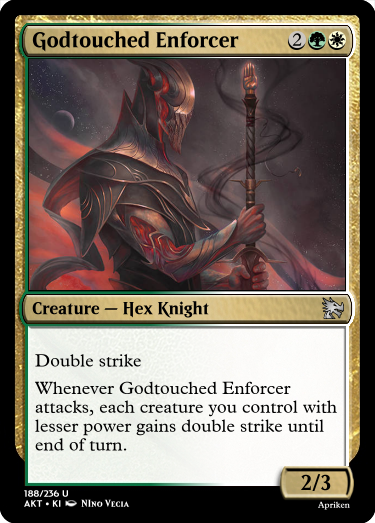 Godtouched Enforcer 2
Creature — Hex Knight
Double strike
Whenever Godtouched Enforcer
attacks, each creature you control with
lesser power gains double strike until
end of turn.
2/3
188/236 U
AKT • KI Nino Vecia
Apriken